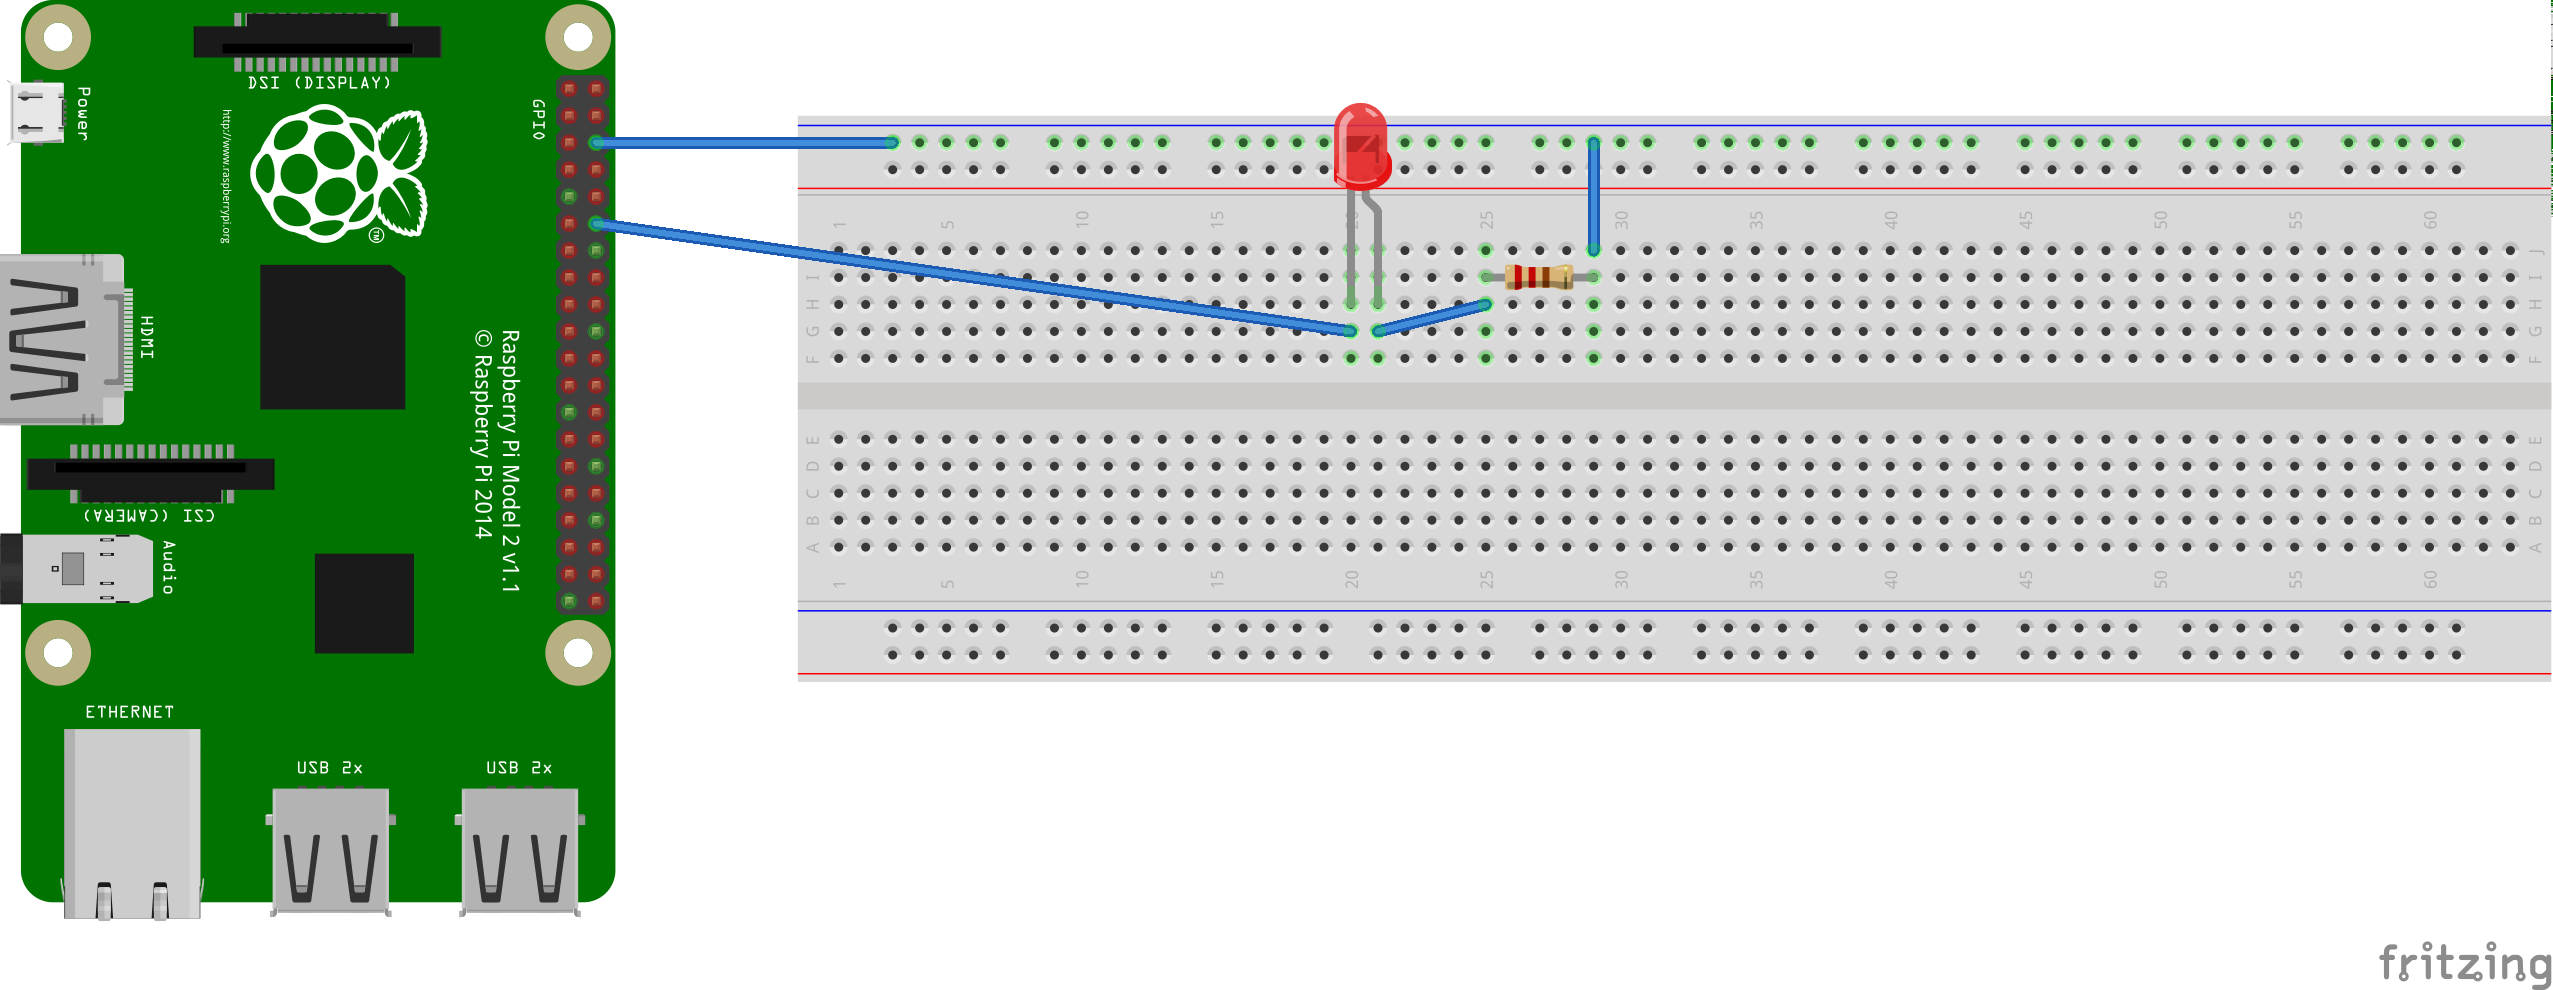 DSI (DISPLAY)
Power
GPIO
http://www.raspberrypi.org
TM
HDMI
Raspberry Pi Model 2 v1.1
© Raspberry Pi 2014
CSI (CAMERA)
Audio
ETHERNET
USB 2x
USB 2x
1 5 10 15 20 25 30 35 40 45 50 55 60
J J
I I
H H
G G
F F
E E
D D
C C
B B
A A
1 5 10 15 20 25 30 35 40 45 50 55 60
fritzing